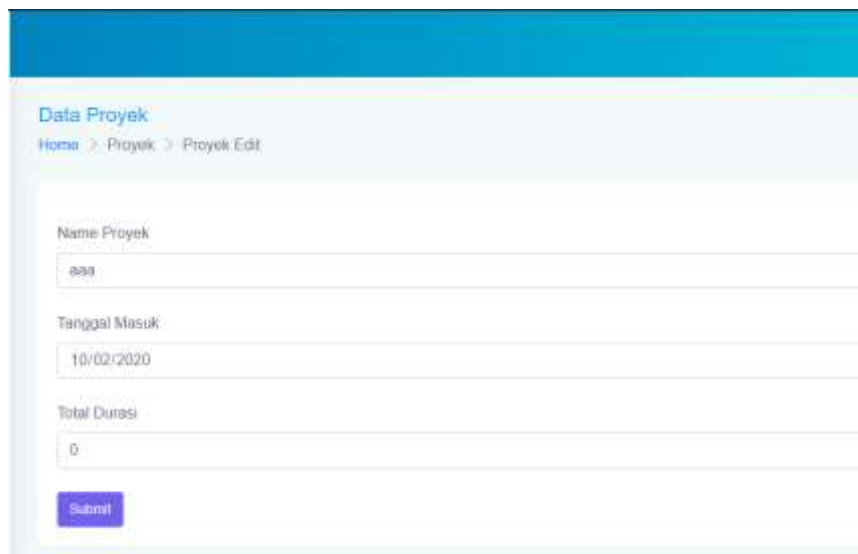 Data Proyek
Home > Proyek > Proyek Edit
Name Proyek
aaa
Tanggal Masuk
10/02/2020
Total Durasi
0
Submit